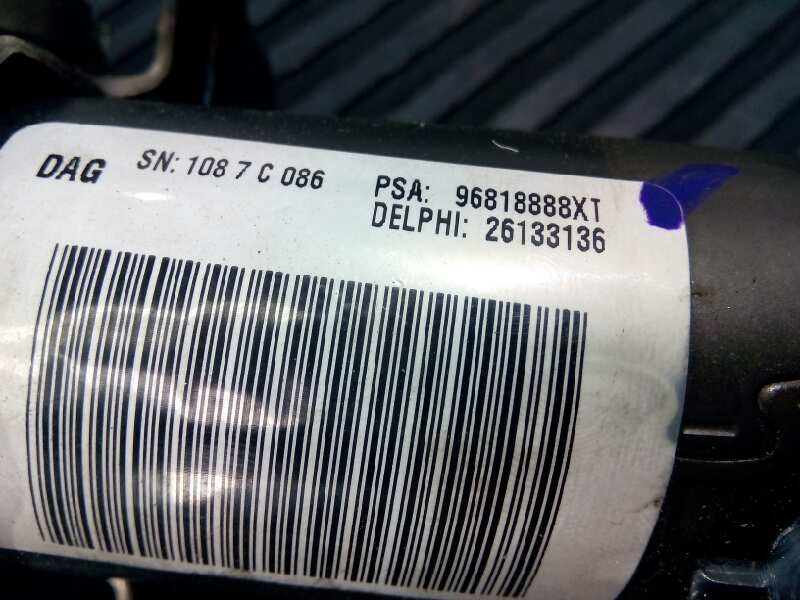 DAG SN: 108 7 C 086
PSA: 96818888XT
DELPHI: 26133136